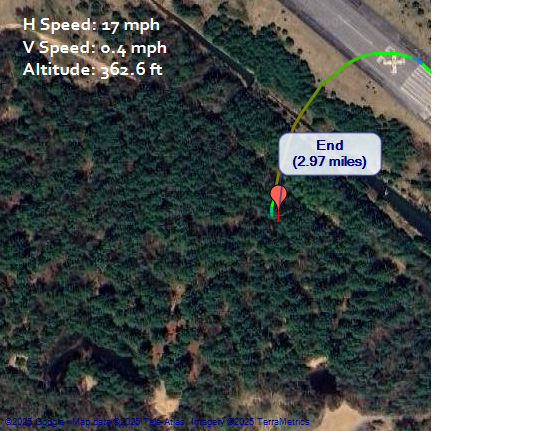 H Speed: 17 mph
V Speed: 0.4 mph
Altitude: 362.6 ft
End
(2.97 miles)
©2025 Google - Map data ©2025 Tele Atlas, Imagery ©2025 TerraMetrics